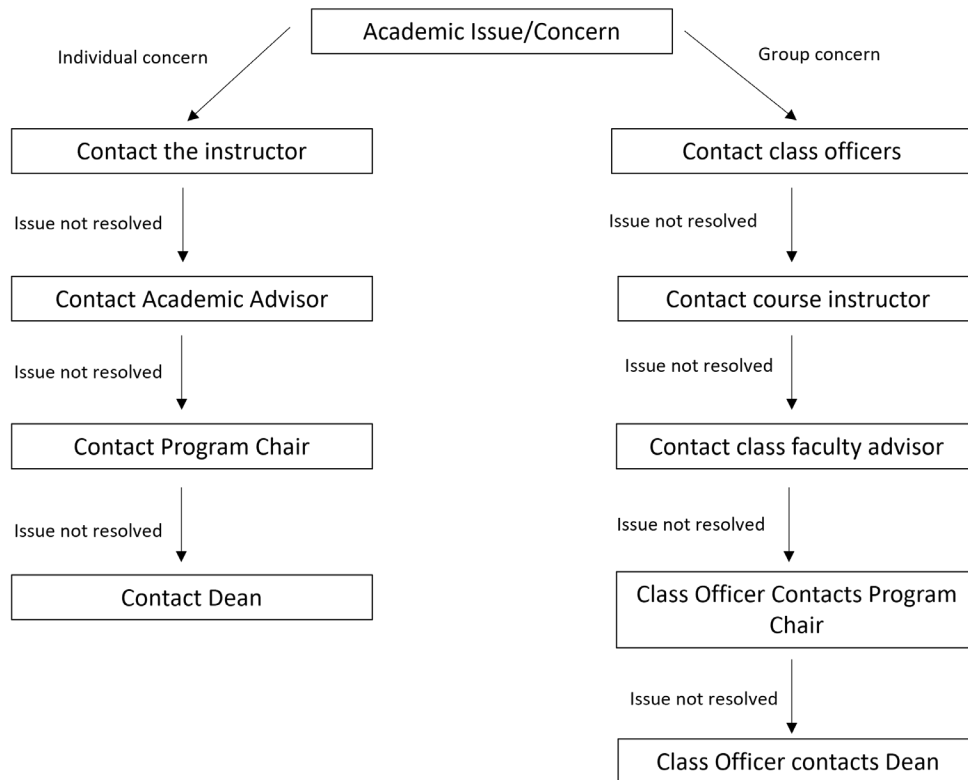 Academic Issue/Concern
Individual concern
Group concern
Contact the instructor
Contact class officers
Issue not resolved
Issue not resolved
Contact Academic Advisor
Contact course instructor
Issue not resolved
Issue not resolved
Contact Program Chair
Contact class faculty advisor
Issue not resolved
Issue not resolved
Contact Dean
Class Officer Contacts Program
Chair
Issue not resolved
Class Officer contacts Dean